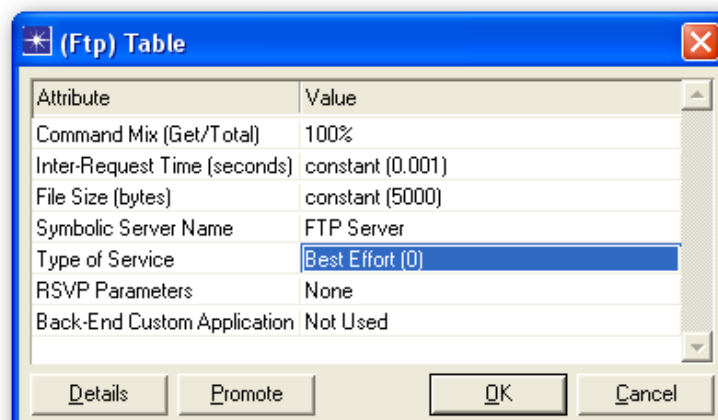 (Ftp) Table
Attribute Value
Command Mix (Get/Total) 100%
Inter-Request Time (seconds) constant (0.001)
File Size (bytes) constant (5000)
Symbolic Server Name FTP Server
Type of Service Best Effort (0)
RSVP Parameters None
Back-End Custom Application Not Used
Details Promote OK Cancel